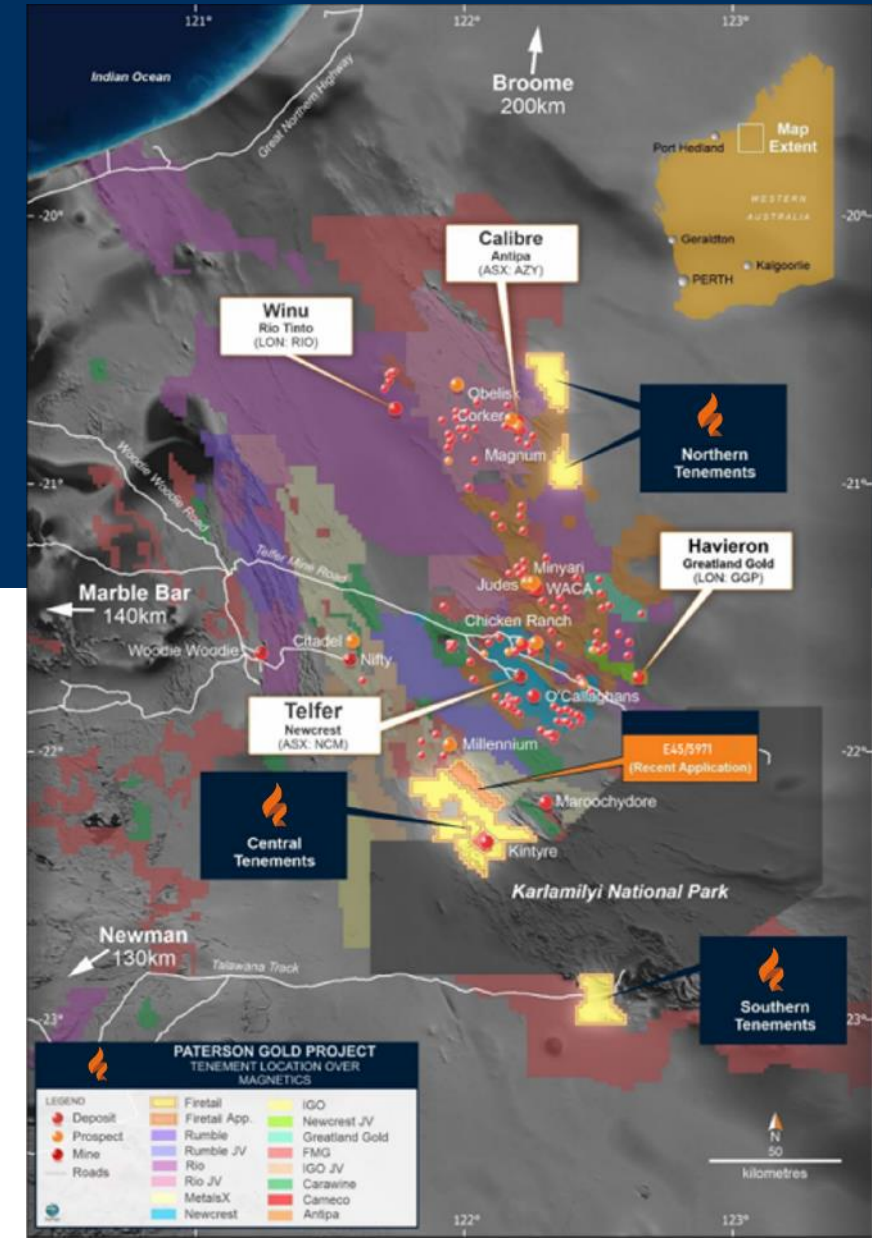 121°
122°
123°
Indian Ocean
Great Northern Highway
Broome
200km
Port Hedland
Map
Extent
WESTERN
AUSTRALIA
Geraldton
Kalgoorlie
PERTH
-20°
-20°
Calibre
Antipa
(ASX: AZY)
Winu
Rio Tinto
(LON: RIO)
Obelisk
Corker
Magnum
Northern
Tenements
-21°
-21°
Woodie Woodie Road
Telfer Mine Road
Havieron
Greatland Gold
(LON: GGP)
Minyari
Judes
WACA
Marble Bar
140km
Chicken Ranch
Citadel
Woodie Woodie
Nifty
O'Callaghans
Telfer
Newcrest
(ASX: NCM)
Millennium
-22°
-22°
E45/5971
(Recent Application)
Maroochydore
Central
Tenements
Kintyre
Karlamilyi National Park
Newman
130km
Talawana Track
Southern
Tenements
-23°
23°
PATERSON GOLD PROJECT
TENEMENT LOCATION OVER
MAGNETICS
LEGEND
Deposit
Prospect
Mine
Roads
Firetail
Firetail App.
Rumble
Rumble JV
Rio
Rio JV
MetalsX
Newcrest
IGO
Newcrest JV
Greatland Gold
FMG
IGO JV
Carawine
Cameco
Antipa
N
50
kilometres
121°
122°
123°